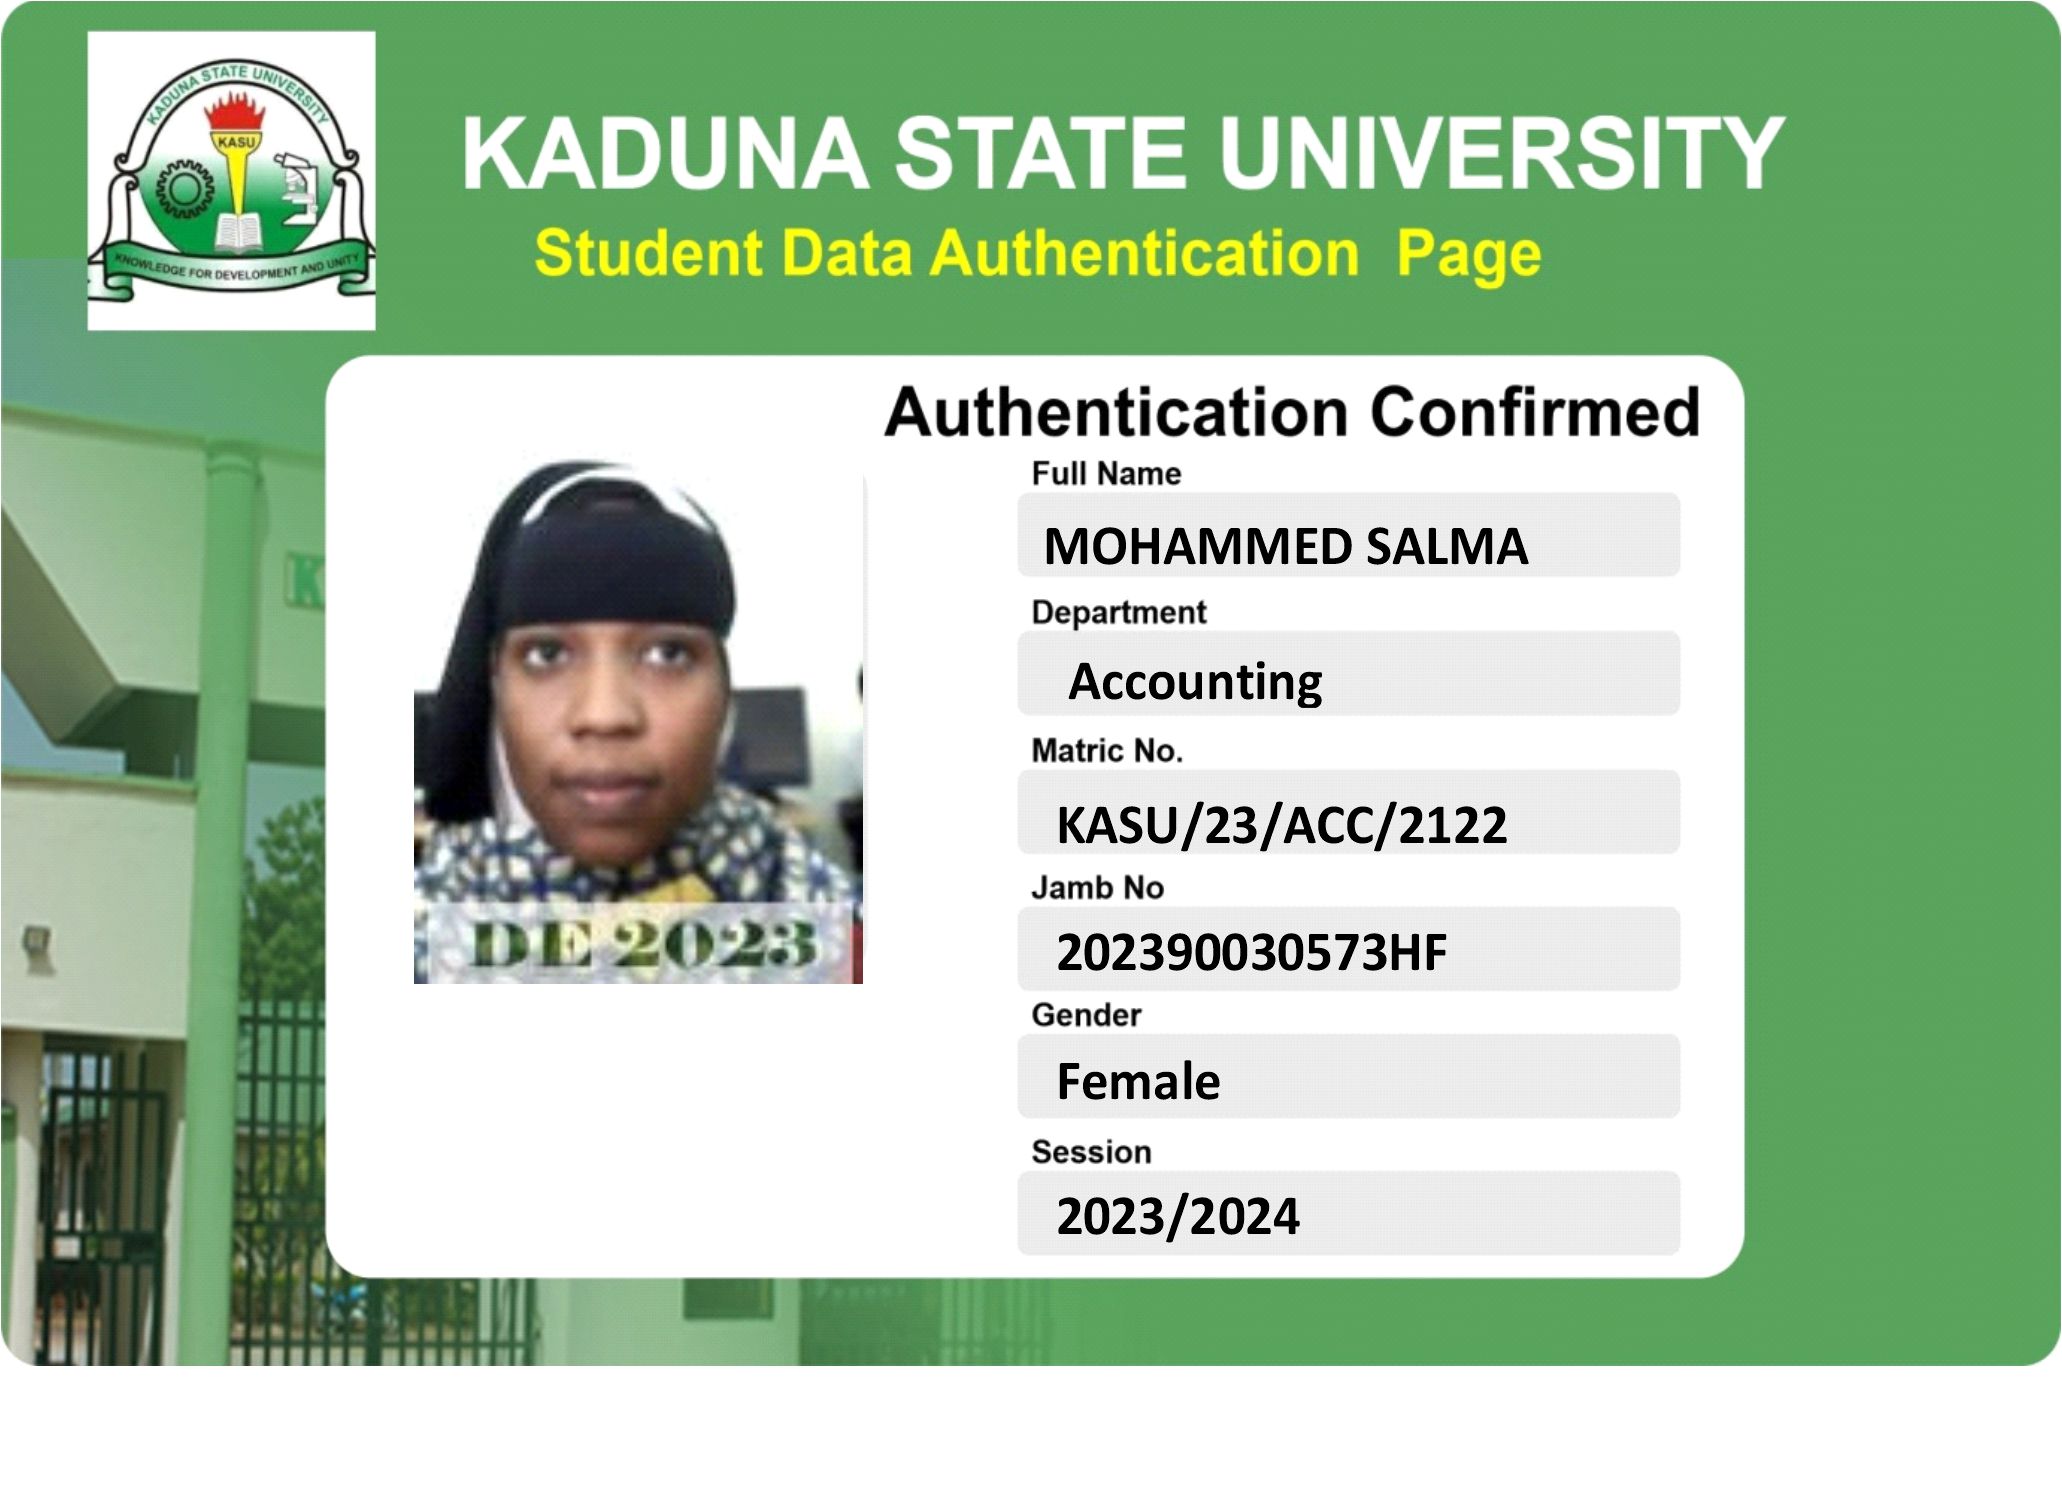 KADUNA STATE UNIVERSITY
KASU
KNOWLEDGE FOR DEVELOPMENT AND UNITY
KADUNA STATE UNIVERSITY
Student Data Authentication Page
Authentication Confirmed
Full Name
MOHAMMED SALMA
Department
Accounting
Matric No.
KASU/23/ACC/2122
Jamb No
202390030573HF
Gender
Female
Session
2023/2024
K
DE 2023